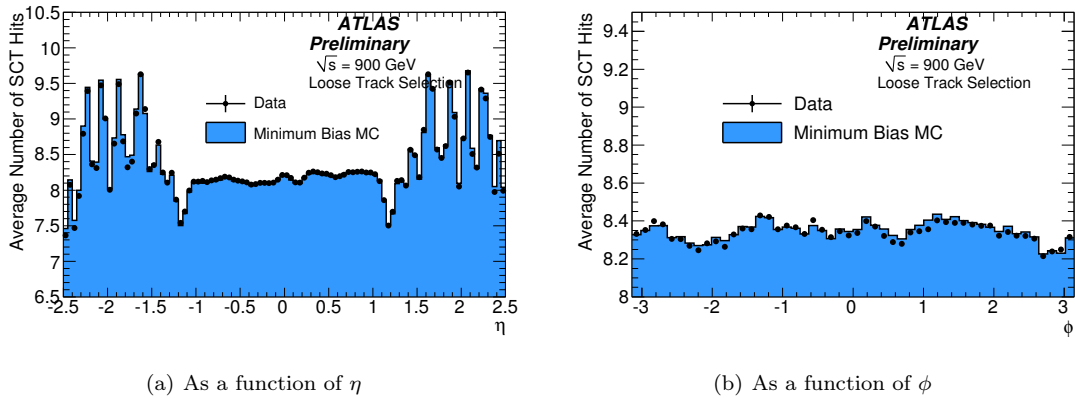 Average Number of SCT Hits
10.5
10
9.5
9
8.5
8
7.5
7
6.5
-2.5 -2 -1.5 -1 -0.5 0 0.5 1 1.5 2 2.5
η
ATLAS
Preliminary
√s = 900 GeV
Loose Track Selection
Data
Minimum Bias MC
(a) As a function of η
Average Number of SCT Hits
9.4
9.2
9
8.8
8.6
8.4
8.2
8
-3 -2 -1 0 1 2 3
ϕ
ATLAS
Preliminary
√s = 900 GeV
Loose Track Selection
Data
Minimum Bias MC
(b) As a function of ϕ